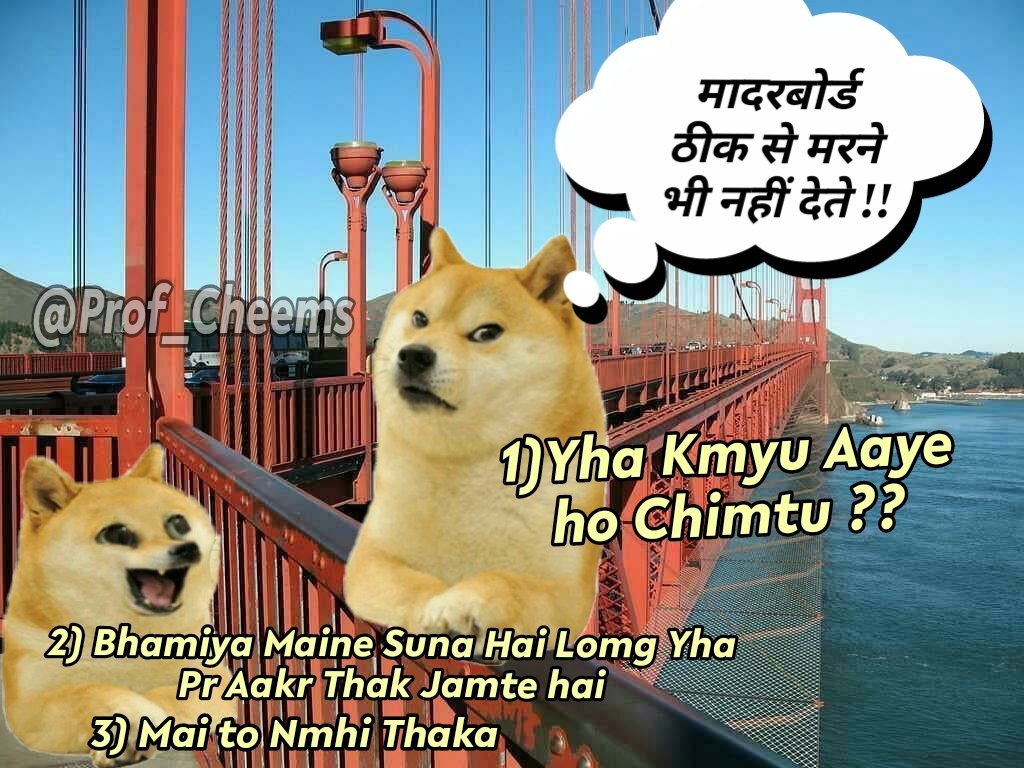 मादरबोर्ड
ठीक से मरने
भी नहीं देते !!
@Prof_Cheems
1)Yha Kmyu Aaye
ho Chimtu ??
2) Bhamiya Maine Suna Hai Lomg Yha
Pr Aakr Thak Jamte hai
3) Mai to Nmhi Thaka